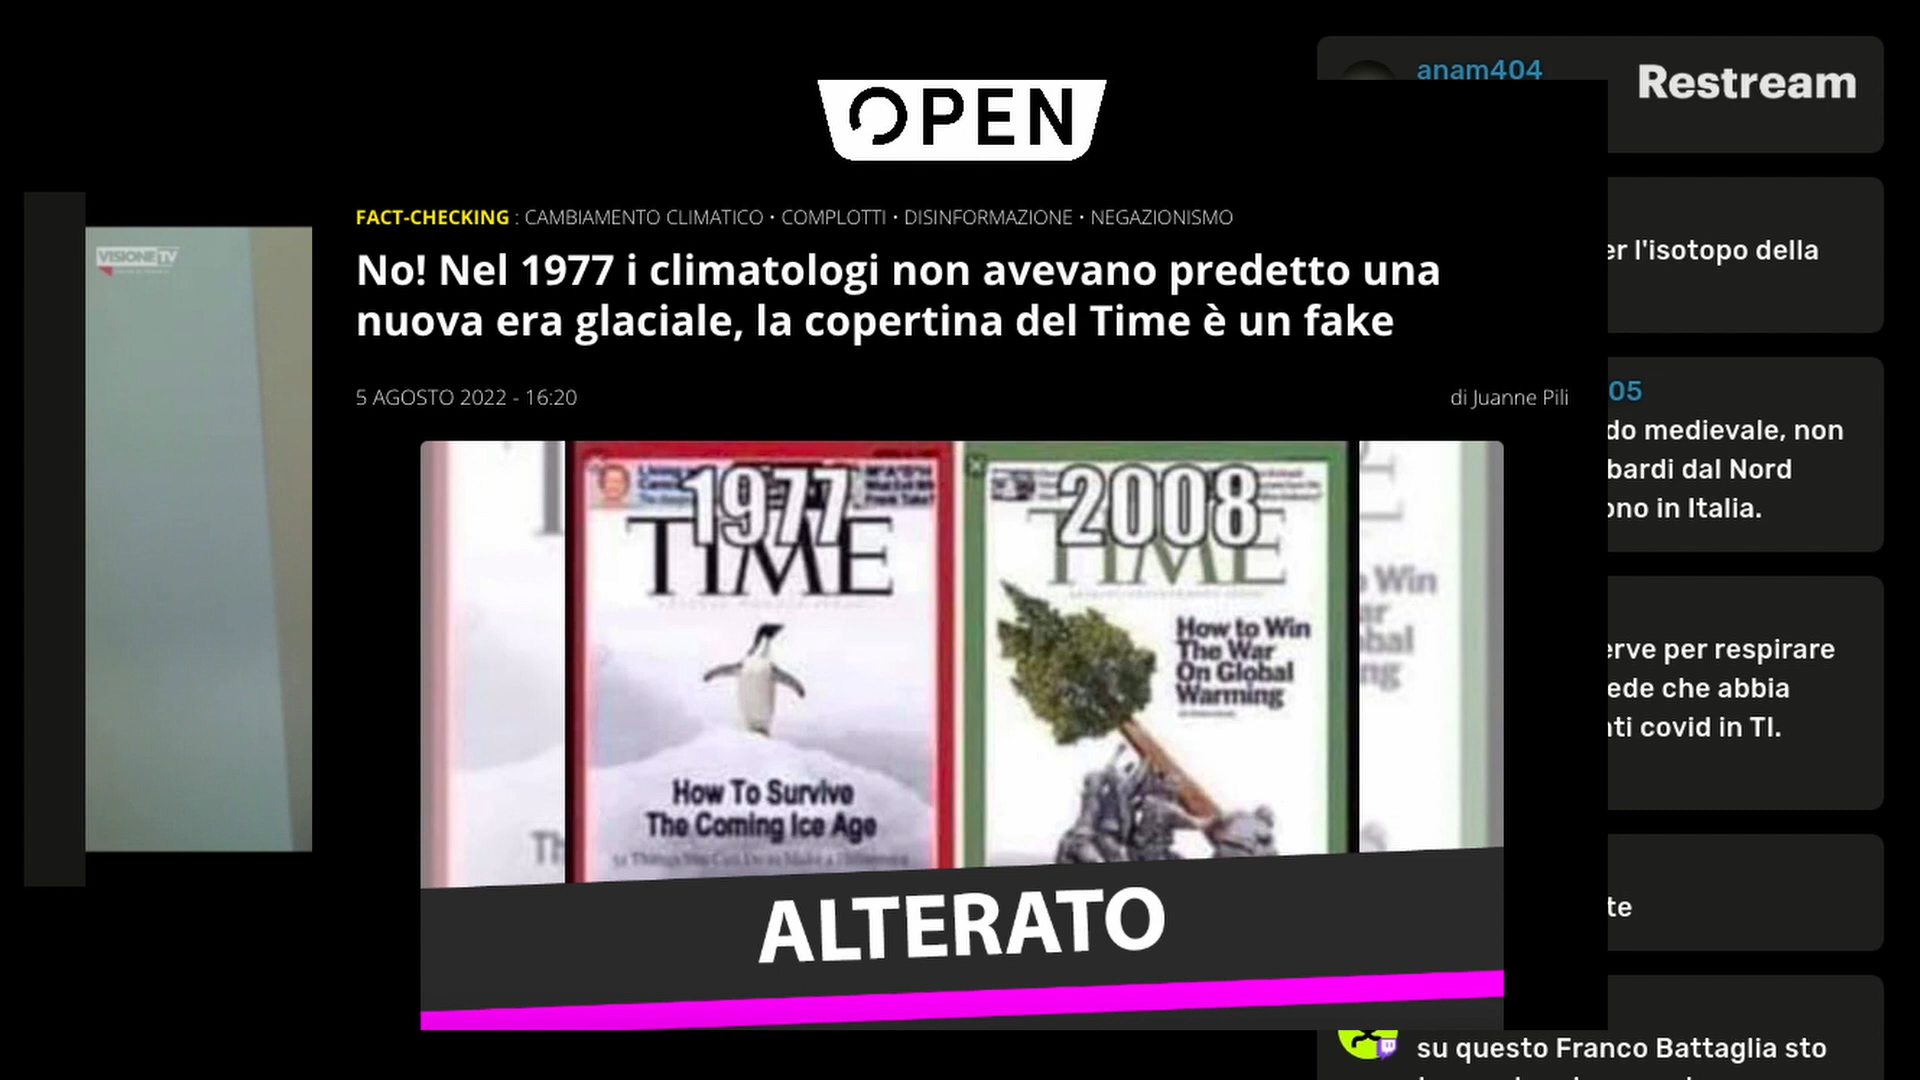 OPEN
FACT-CHECKING : CAMBIAMENTO CLIMATICO • COMPLOTTI • DISINFORMAZIONE • NEGAZIONISMO
No! Nel 1977 i climatologi non avevano predetto una
nuova era glaciale, la copertina del Time è un fake
5 AGOSTO 2022 - 16:20
di Juanne Pili
VISIONE TV
1977
TIME
How To Survive
The Coming Ice Age
2008
TIME
How to Win
The War
On Global
Warming
ALTERATO
Restream
anam404
er l'isotopo della
05
do medievale, non
bardi dal Nord
ono in Italia.
erve per respirare
ede che abbia
nti covid in TI.
te
su questo Franco Battaglia sto